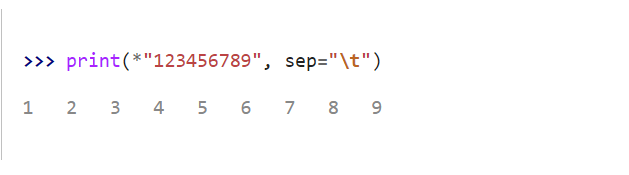 >>> print(*"123456789", sep="\t")
1 2 3 4 5 6 7 8 9